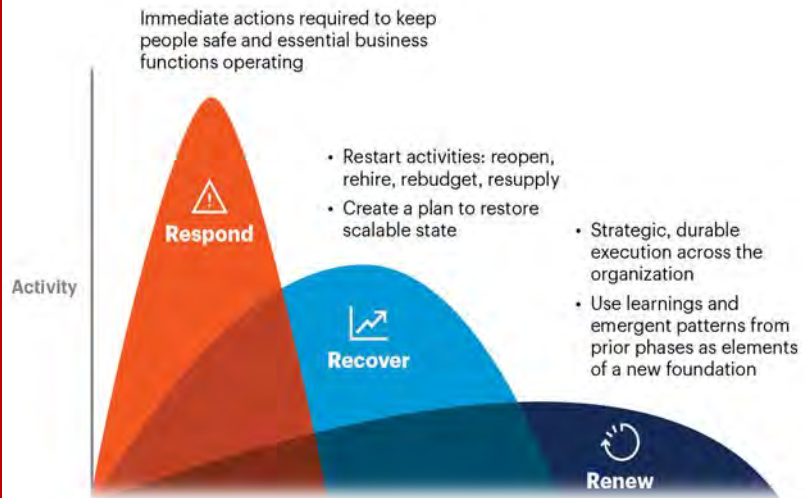 Immediate actions required to keep
people safe and essential business
functions operating
• Restart activities: reopen,
rehire, rebudget, resupply
• Create a plan to restore
scalable state
• Strategic, durable
execution across the
organization
• Use learnings and
emergent patterns from
prior phases as elements
of a new foundation
Activity
Respond
Recover
Renew